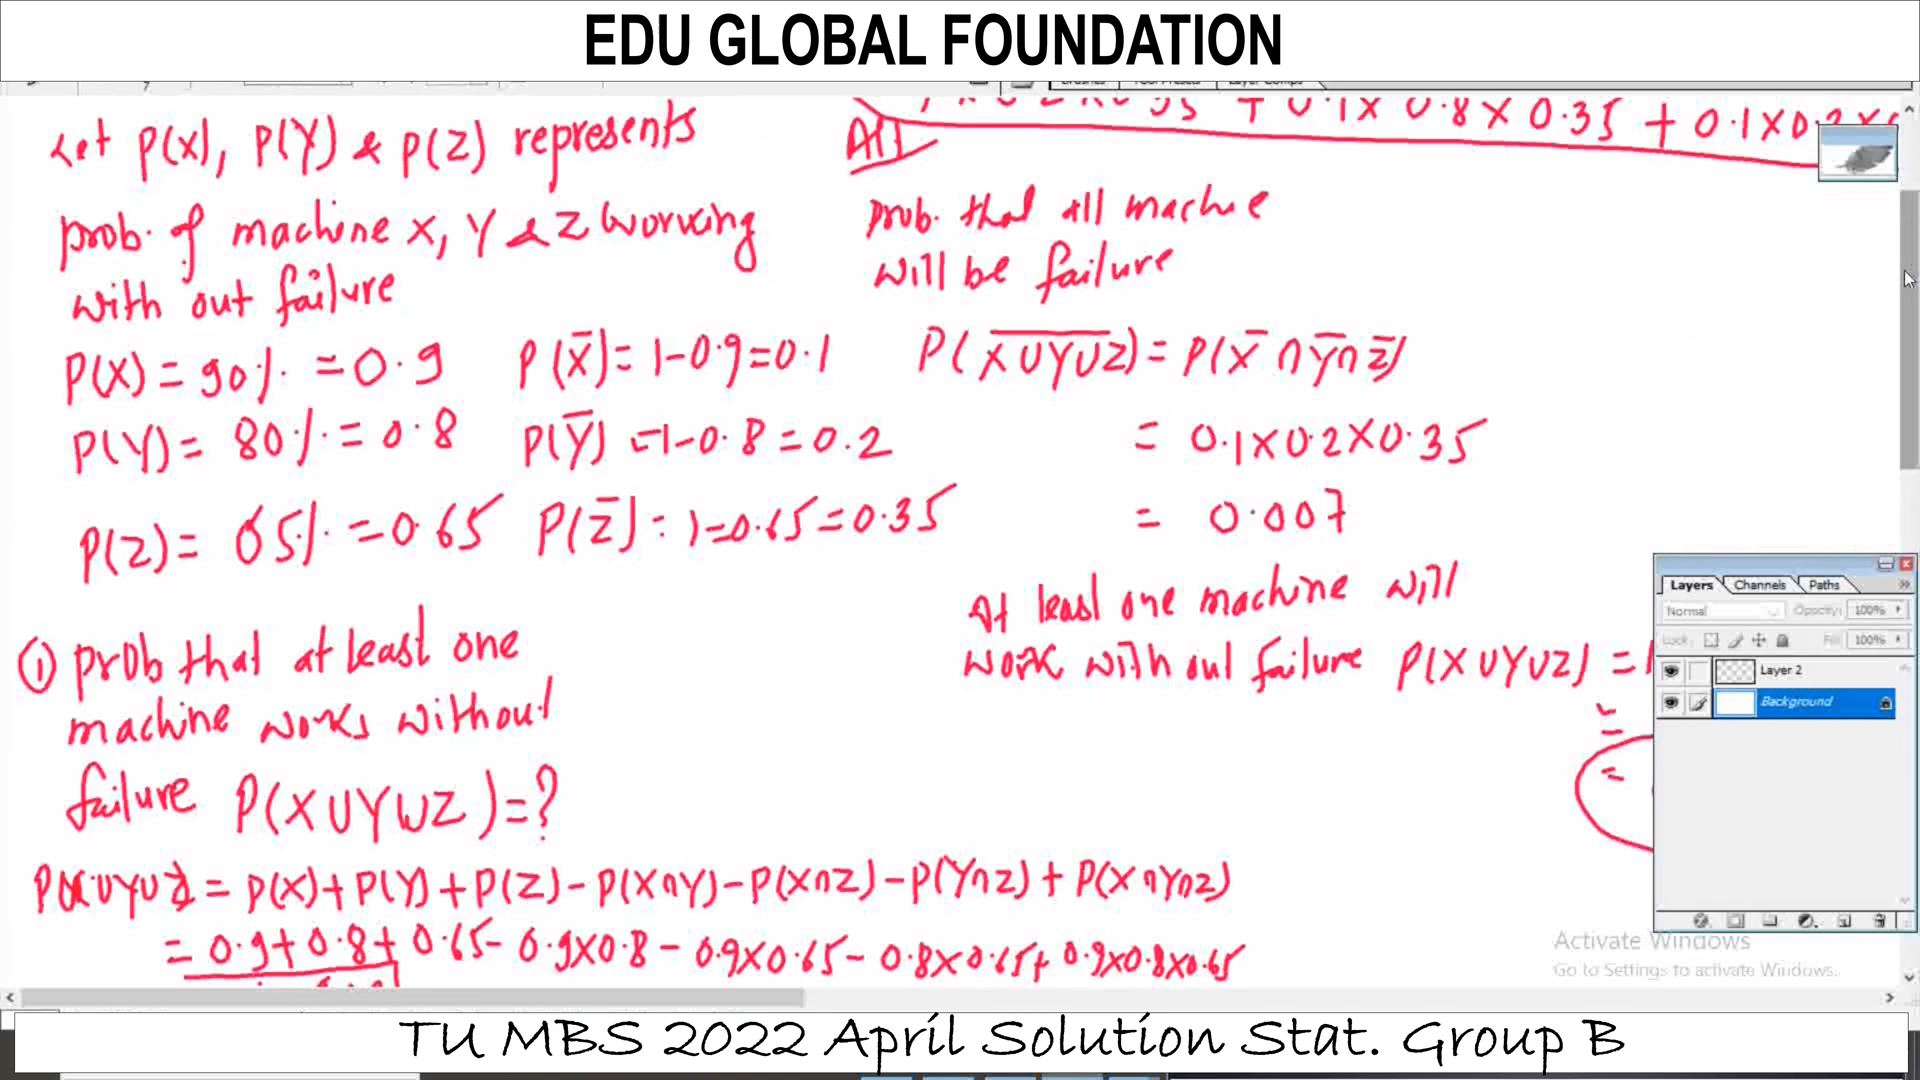 EDU GLOBAL FOUNDATION
Let P(X), P(Y) & P(Z) represents
prob. of machine X, Y & Z working
with out failure
P(X) = 90% = 0.9 P(X̄) = 1-0.9=0.1
P(Y) = 80% = 0.8 P(Ȳ) = 1-0.8=0.2
P(Z) = 65% = 0.65 P(Z̄) = 1-0.65=0.35
① prob that at least one
machine works without
failure P(X∪Y∪Z)=?
P(X∪Y∪Z) = P(X)+P(Y)+P(Z)-P(X∩Y)-P(X∩Z)-P(Y∩Z)+P(X∩Y∩Z)
= 0.9+0.8+0.65-0.9×0.8-0.9×0.65-0.8×0.65+0.9×0.8×0.65
+ 0.1× 0.8× 0.35 + 0.1×0.2×
prob. that all machie
will be failure
P(X̅∪̅Y̅∪̅Z̅) = P(X̄∩Ȳ∩Z̄)
= 0.1×0.2×0.35
= 0.007
At least one machine will
work with out failure P(X∪Y∪Z) =
=
=
Layers Channels Paths
Normal Opacity: 100%
Lock: Fill: 100%
Layer 2
Background
Activate Windows
Go to Settings to activate Windows.
TU MBS 2022 April Solution Stat. Group B